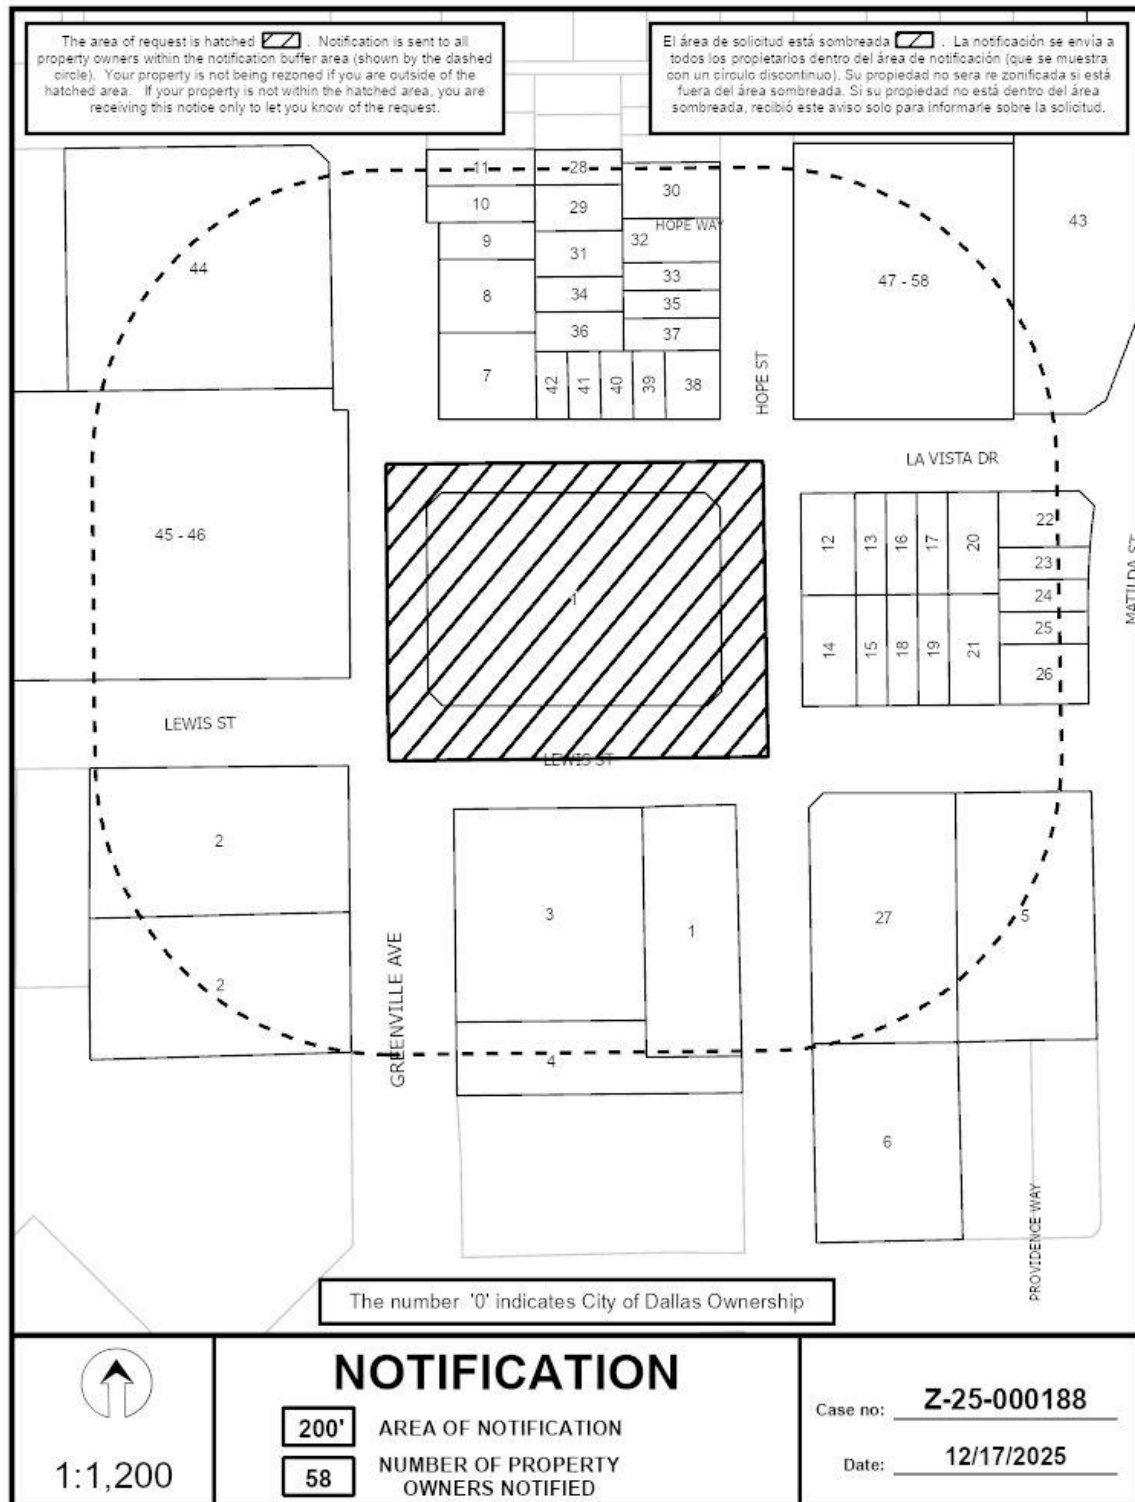 The area of request is hatched . Notification is sent to all
property owners within the notification buffer area (shown by the dashed
circle). Your property is not being rezoned if you are outside of the
hatched area. If your property is not within the hatched area, you are
receiving this notice only to let you know of the request.
El área de solicitud está sombreada . La notificación se envía a
todos los propietarios dentro del área de notificación (que se muestra
con un círculo discontinuo). Su propiedad no sera re zonificada si está
fuera del área sombreada. Si su propiedad no está dentro del área
sombreada, recibió este aviso solo para informarle sobre la solicitud.
11
28
30
10
29
43
HOPE WAY
9
32
31
44
33
47 - 58
8
34
35
36
37
7
42
41
40
39
38
HOPE ST
LA VISTA DR
45 - 46
12
13
16
17
20
22
23
MATILDA ST
1
24
25
14
15
18
19
21
26
LEWIS ST
LEWIS ST
2
3
1
27
5
2
GREENVILLE AVE
4
6
PROVIDENCE WAY
The number '0' indicates City of Dallas Ownership
1:1,200
NOTIFICATION
200' AREA OF NOTIFICATION
58 NUMBER OF PROPERTY
OWNERS NOTIFIED
Case no: Z-25-000188
Date: 12/17/2025